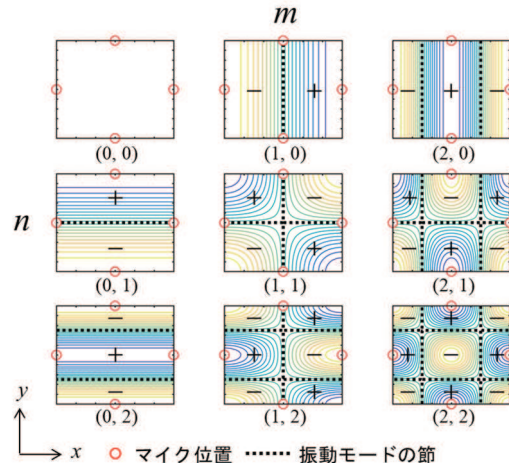 m
− + − + −
(0, 0) (1, 0) (2, 0)
n
+ + − + − +
− − + − + −
(0, 1) (1, 1) (2, 1)
− − + − + −
+ + − + − +
− − + − + −
(0, 2) (1, 2) (2, 2)
y
x マイク位置 振動モードの節